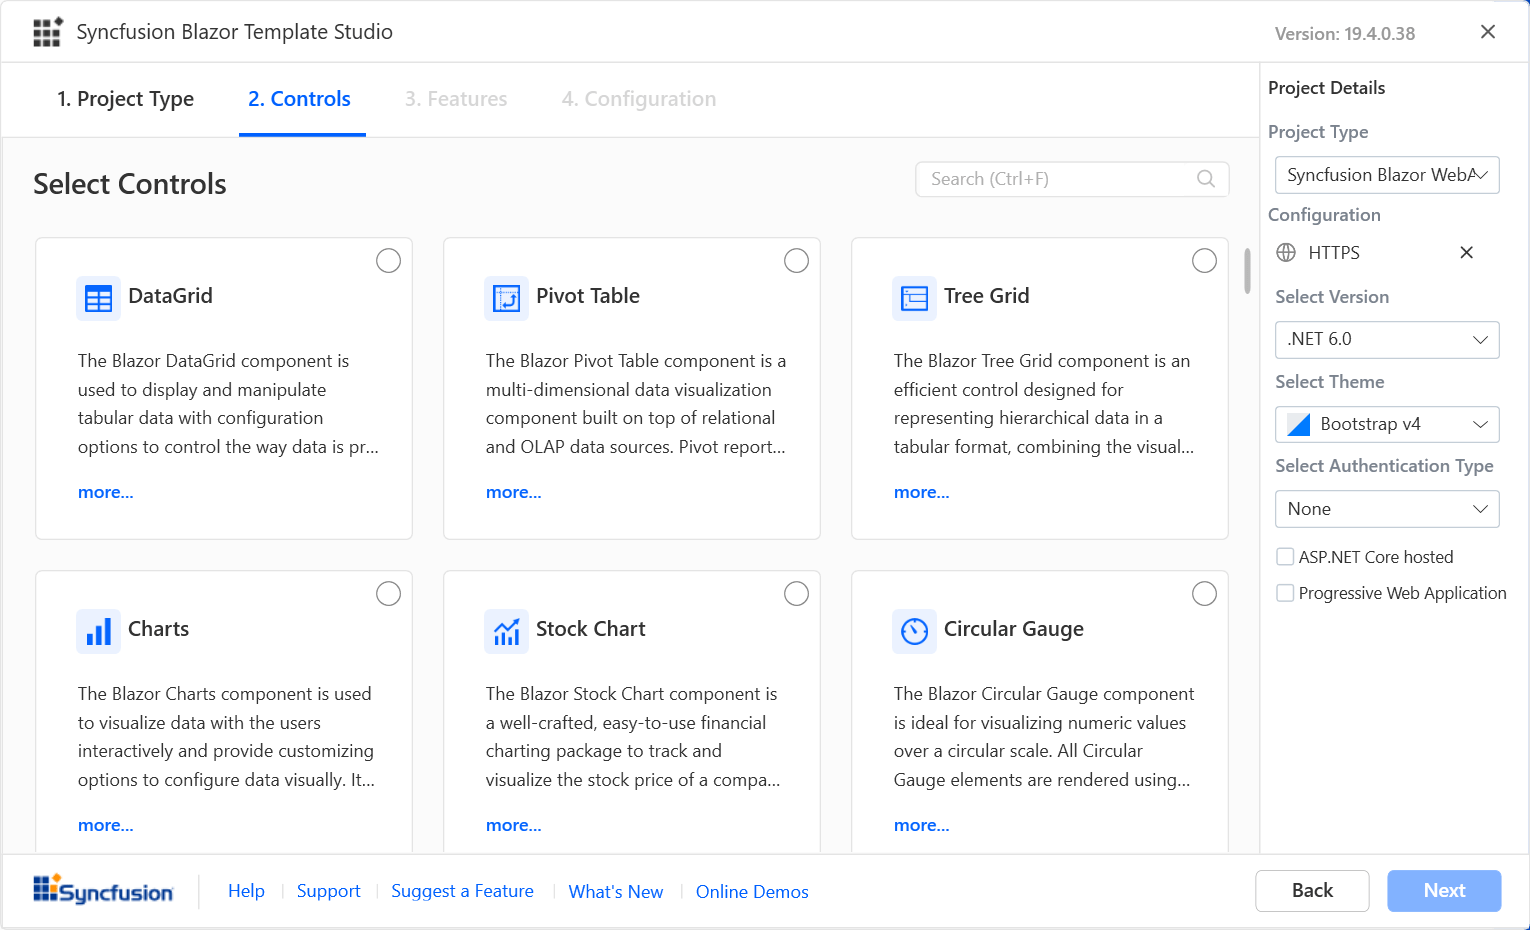 Syncfusion Blazor Template Studio
Version: 19.4.0.38
1. Project Type
2. Controls
3. Features
4. Configuration
Select Controls
Search (Ctrl+F)
DataGrid
The Blazor DataGrid component is
used to display and manipulate
tabular data with configuration
options to control the way data is pr...
more...
Pivot Table
The Blazor Pivot Table component is a
multi-dimensional data visualization
component built on top of relational
and OLAP data sources. Pivot report...
more...
Tree Grid
The Blazor Tree Grid component is an
efficient control designed for
representing hierarchical data in a
tabular format, combining the visual...
more...
Charts
The Blazor Charts component is used
to visualize data with the users
interactively and provide customizing
options to configure data visually. It...
more...
Stock Chart
The Blazor Stock Chart component is
a well-crafted, easy-to-use financial
charting package to track and
visualize the stock price of a compa...
more...
Circular Gauge
The Blazor Circular Gauge component
is ideal for visualizing numeric values
over a circular scale. All Circular
Gauge elements are rendered using...
more...
Project Details
Project Type
Syncfusion Blazor WebA
Configuration
HTTPS
Select Version
.NET 6.0
Select Theme
Bootstrap v4
Select Authentication Type
None
ASP.NET Core hosted
Progressive Web Application
Syncfusion
Help
Support
Suggest a Feature
What's New
Online Demos
Back
Next